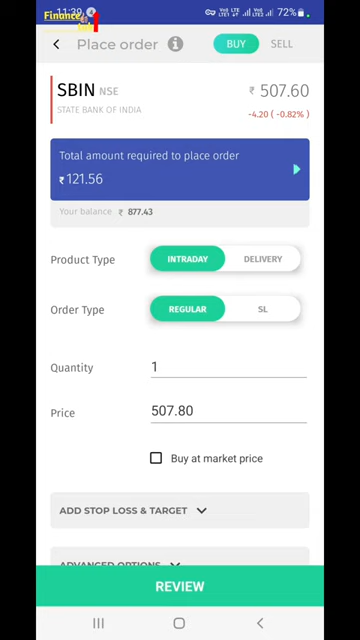 11:39 72%
Finance
Place order i BUY SELL
SBIN NSE ₹ 507.60
STATE BANK OF INDIA -4.20 ( -0.82%)
Total amount required to place order
₹ 121.56
Your balance ₹ 877.43
Product Type INTRADAY DELIVERY
Order Type REGULAR SL
Quantity 1
Price 507.80
Buy at market price
ADD STOP LOSS & TARGET
ADVANCED OPTIONS
REVIEW